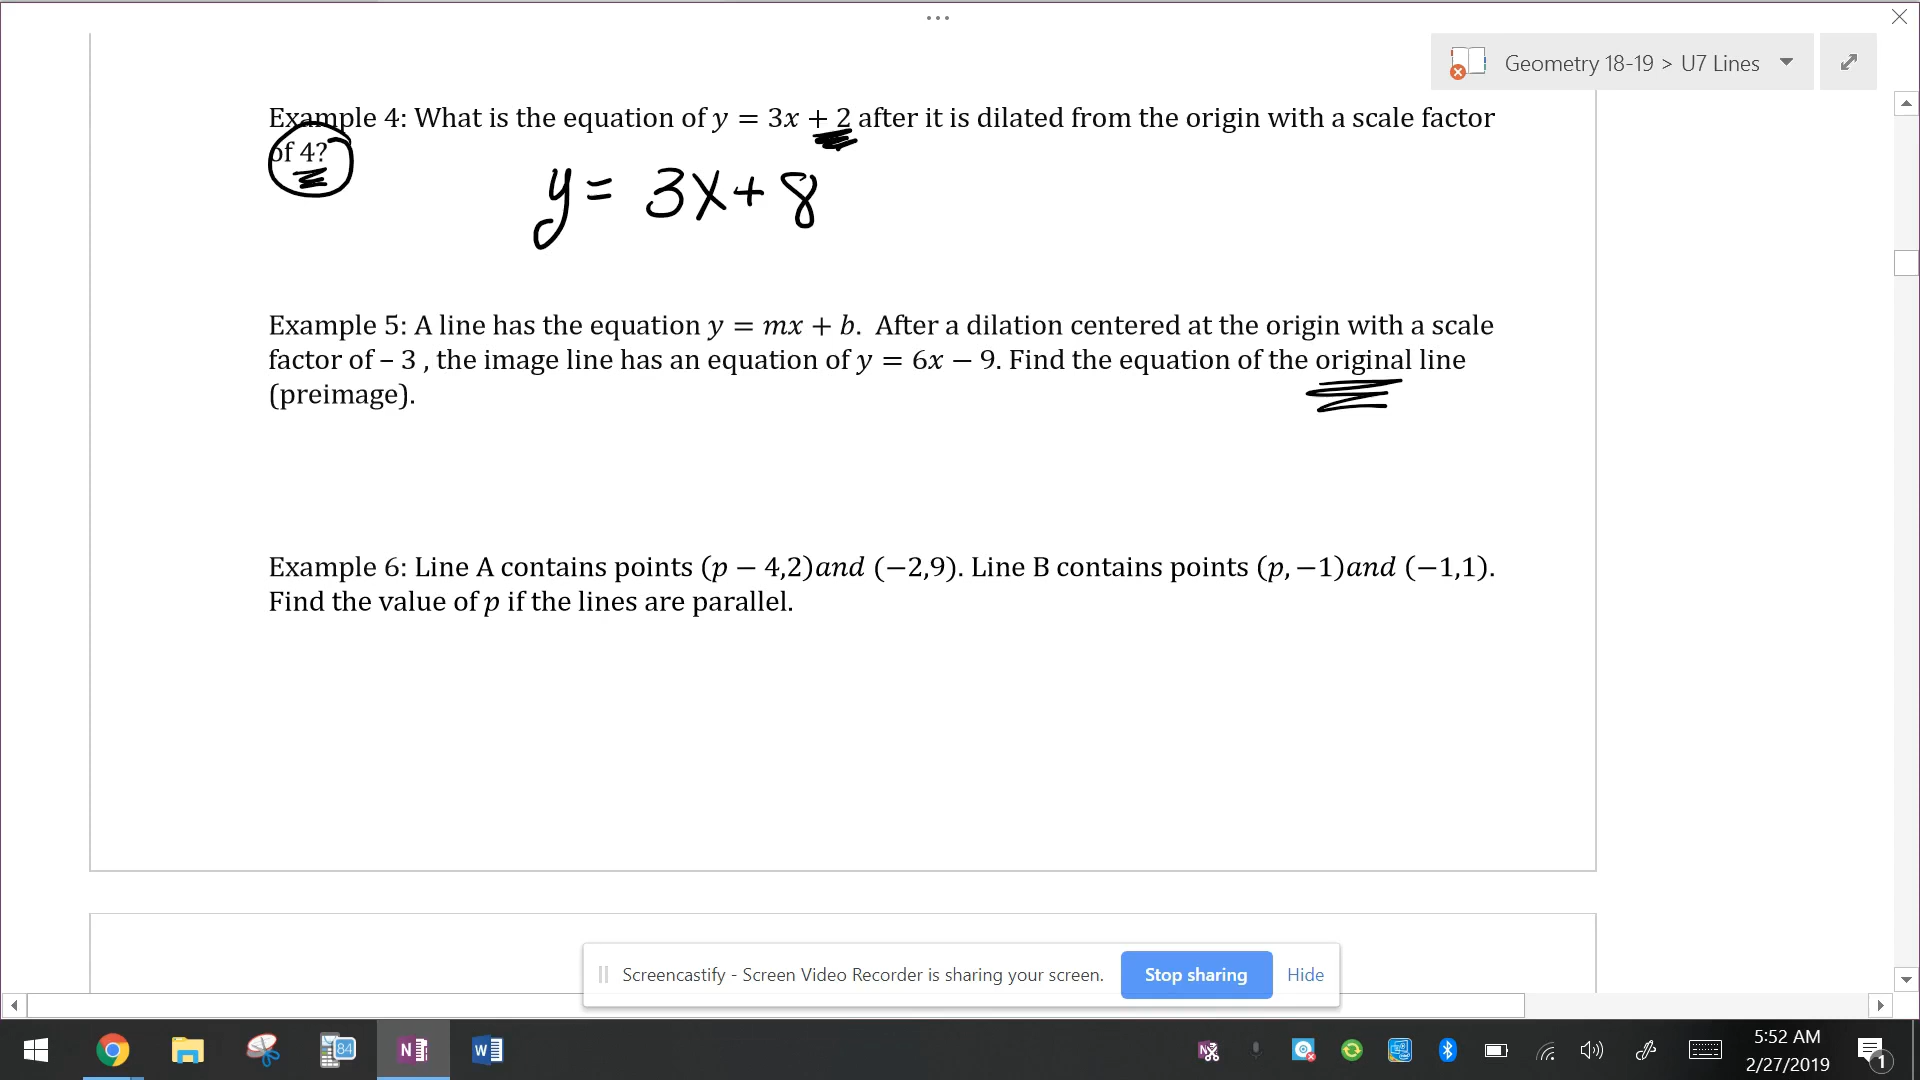 Geometry 18-19 > U7 Lines
Example 4: What is the equation of y = 3x + 2 after it is dilated from the origin with a scale factor
of 4?
y = 3x + 8
Example 5: A line has the equation y = mx + b. After a dilation centered at the origin with a scale
factor of – 3 , the image line has an equation of y = 6x − 9. Find the equation of the original line
(preimage).
Example 6: Line A contains points (p − 4,2)and (−2,9). Line B contains points (p, −1)and (−1,1).
Find the value of p if the lines are parallel.
Screencastify - Screen Video Recorder is sharing your screen. Stop sharing Hide
84
N
W
5:52 AM
2/27/2019
1